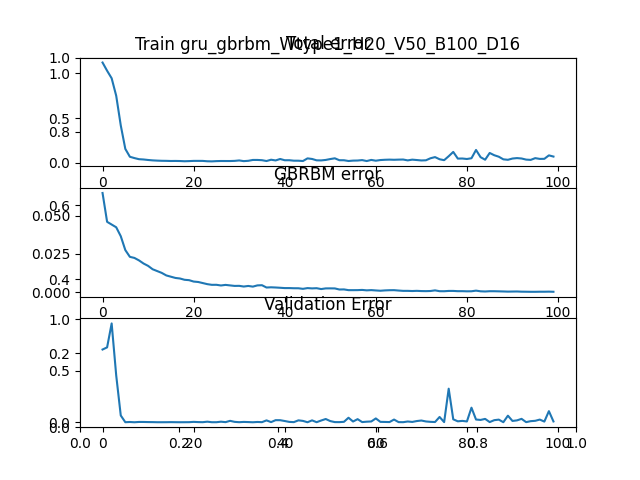 Train gru_gbrbm_Wtype1_H20_V50_B100_D16
Total error
1.0
1.0
0.5
0.8
0.0
0 20 40 60 80 100
GBRBM error
0.6
0.050
0.025
0.4
0.000
0 20 40 60 80 100
Validation Error
1.0
0.2
0.5
0.0
0.0
0 20 40 60 80 100
0.0 0.2 0.4 0.6 0.8 1.0